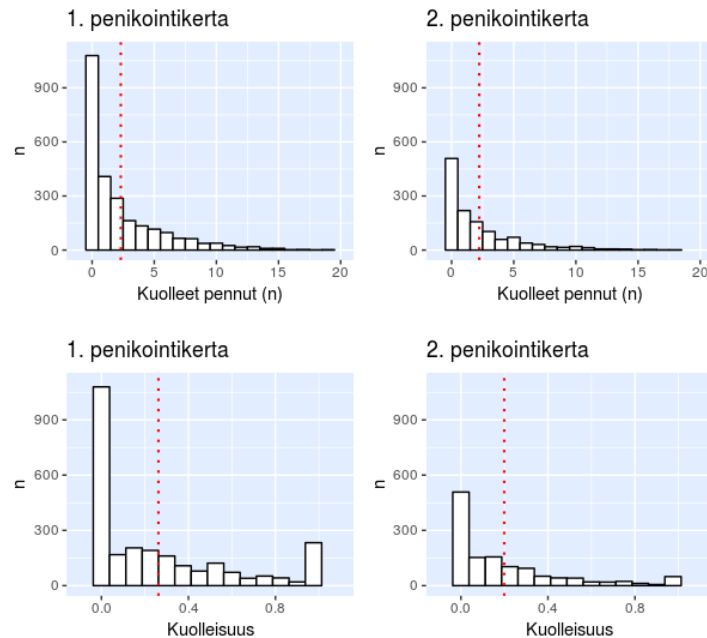 1. penikointikerta
2. penikointikerta
n
900
600
300
0
0 5 10 15 20
Kuolleet pennut (n)
n
900
600
300
0
0 5 10 15 20
Kuolleet pennut (n)
1. penikointikerta
2. penikointikerta
n
900
600
300
0
0.0 0.4 0.8
Kuolleisuus
n
900
600
300
0
0.0 0.4 0.8
Kuolleisuus